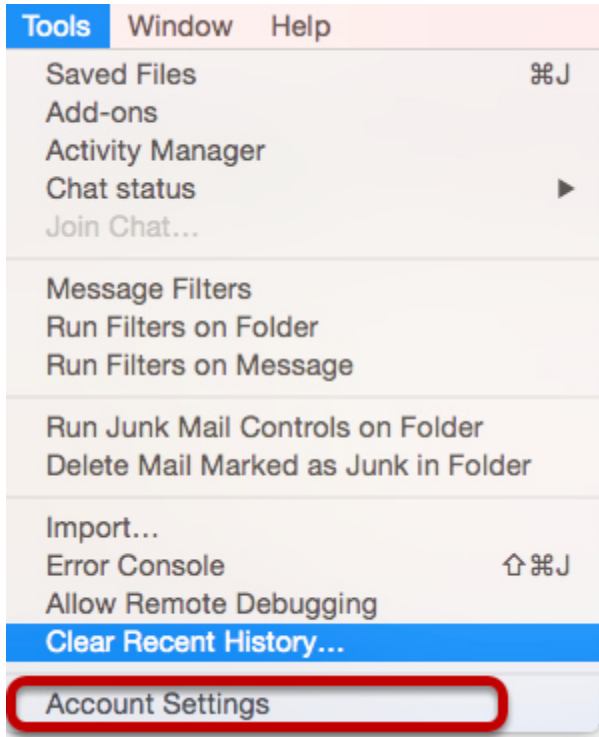 Tools Window Help
Saved Files ⌘J
Add-ons
Activity Manager
Chat status ▶
Join Chat...
Message Filters
Run Filters on Folder
Run Filters on Message
Run Junk Mail Controls on Folder
Delete Mail Marked as Junk in Folder
Import...
Error Console ⇧⌘J
Allow Remote Debugging
Clear Recent History...
Account Settings